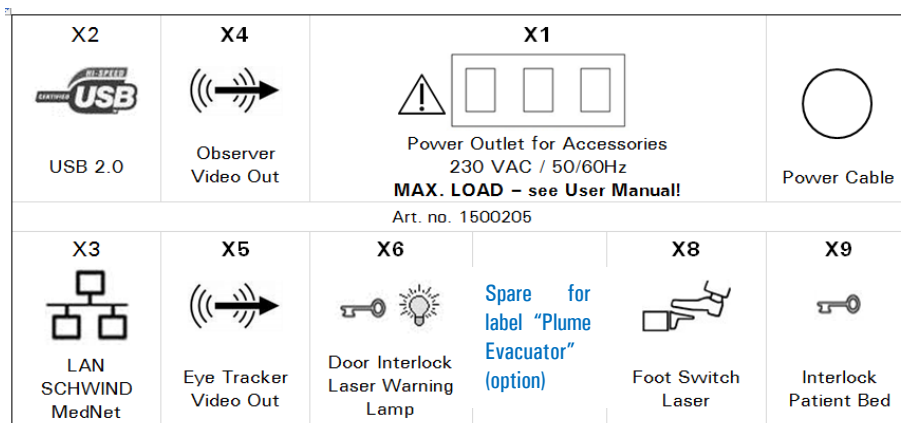 X2
HI-SPEED
CERTIFIED USB
USB 2.0
X4
Observer
Video Out
X1
Power Outlet for Accessories
230 VAC / 50/60Hz
MAX. LOAD – see User Manual!
Power Cable
Art. no. 1500205
X3
LAN
SCHWIND
MedNet
X5
Eye Tracker
Video Out
X6
Door Interlock
Laser Warning
Lamp
Spare for
label “Plume
Evacuator”
(option)
X8
Foot Switch
Laser
X9
Interlock
Patient Bed